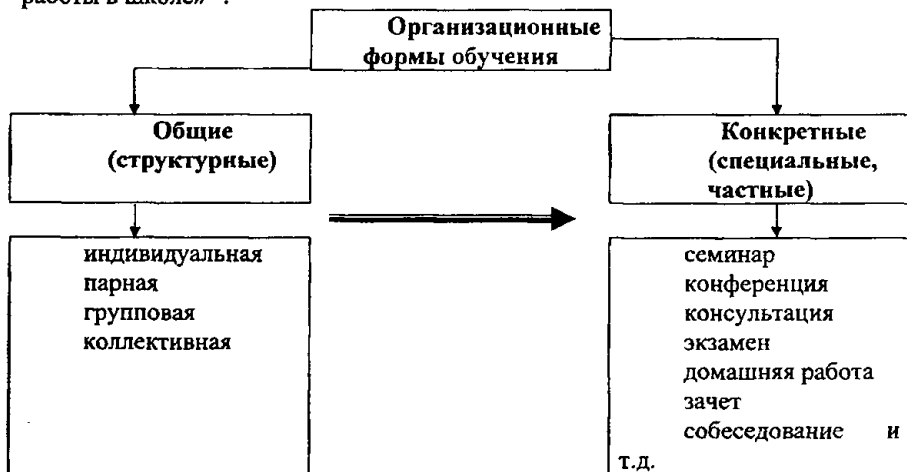 работы в школе» .
Организационные
формы обучения
Общие
(структурные)
Конкретные
(специальные,
частные)
индивидуальная
парная
групповая
коллективная
семинар
конференция
консультация
экзамен
домашняя работа
зачет
собеседование и
т.д.